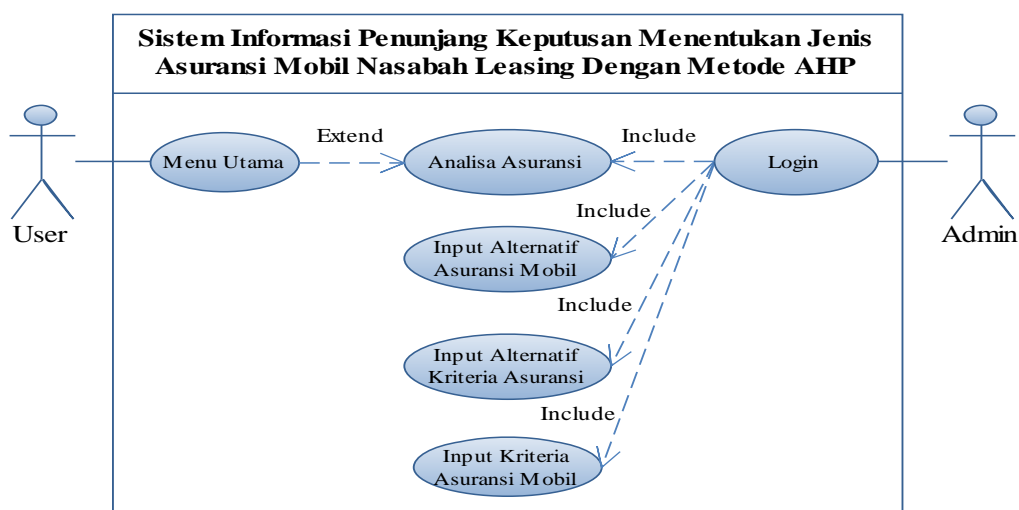 Sistem Informasi Penunjang Keputusan Menentukan Jenis
Asuransi Mobil Nasabah Leasing Dengan Metode AHP
Extend
Include
Menu Utama
Analisa Asuransi
Login
Include
User
Admin
Input Alternatif
Asuransi Mobil
Include
Input Alternatif
Kriteria Asuransi
Include
Input Kriteria
Asuransi Mobil